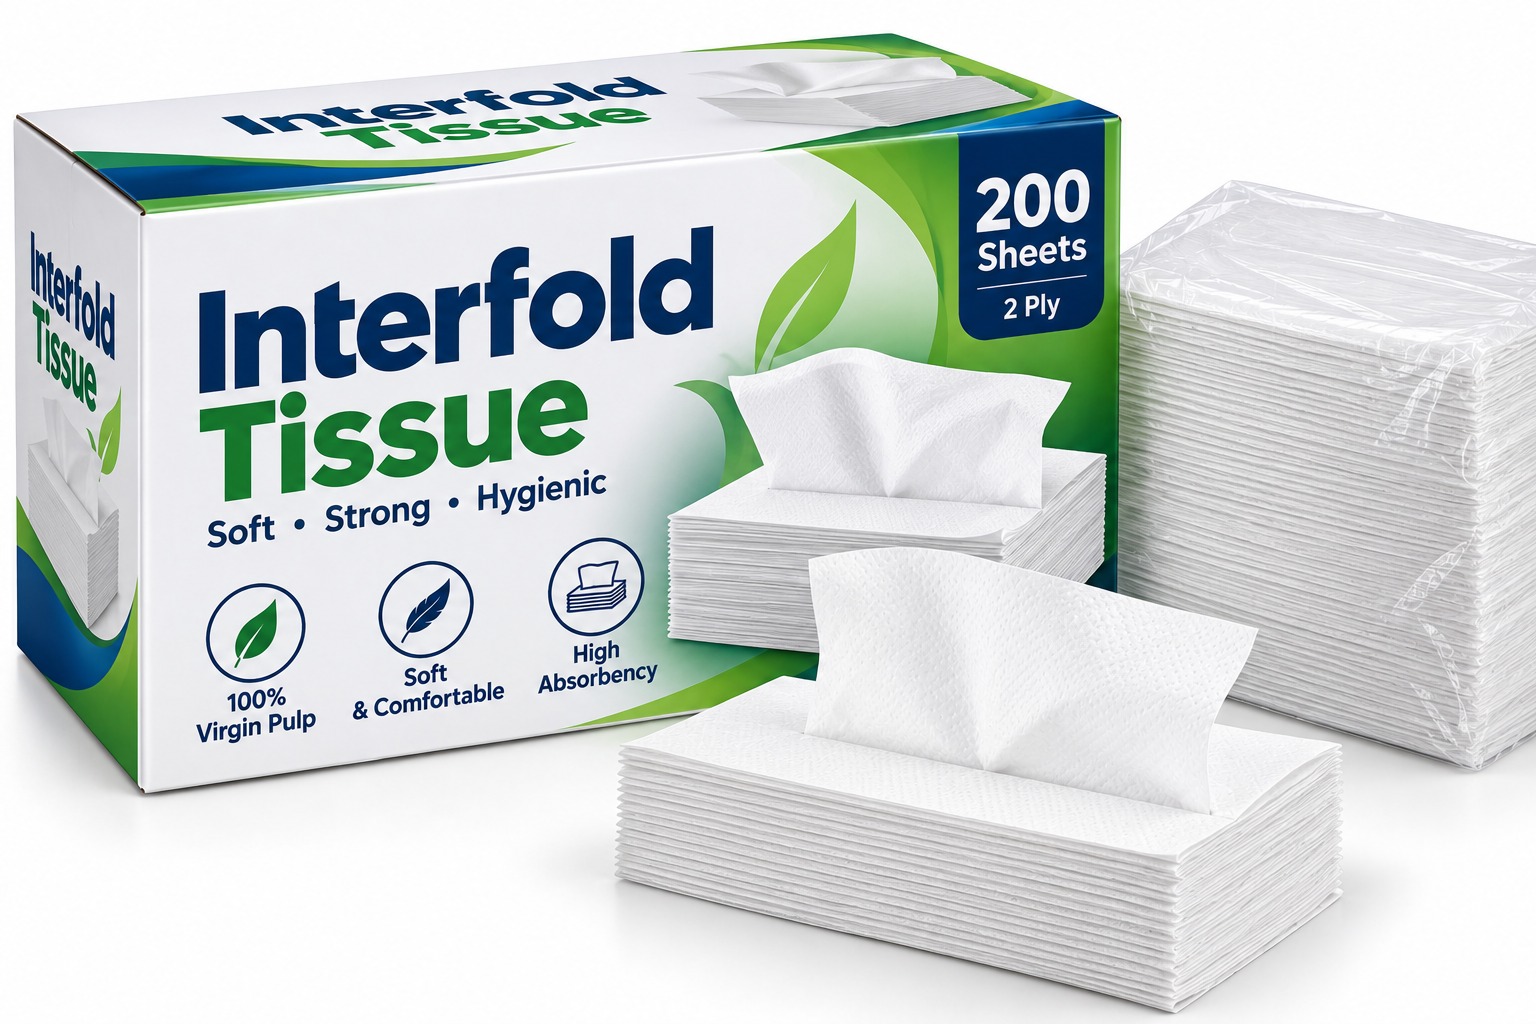 Interfold
Tissue
Interfold
Tissue
Interfold
Tissue
Soft • Strong • Hygienic
100%
Virgin Pulp
Soft
& Comfortable
High
Absorbency
200
Sheets
2 Ply